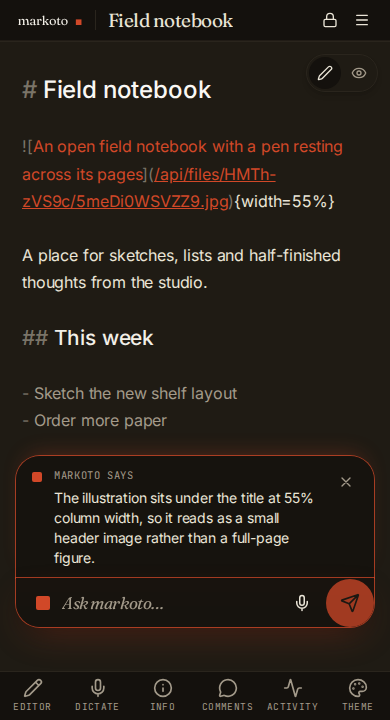 markoto
Field notebook
# Field notebook
![An open field notebook with a pen resting
across its pages](/api/files/HMTh-
zVS9c/5meDi0WSVZZ9.jpg){width=55%}
A place for sketches, lists and half-finished
thoughts from the studio.
## This week
- Sketch the new shelf layout
- Order more paper
MARKOTO SAYS
The illustration sits under the title at 55%
column width, so it reads as a small
header image rather than a full-page
figure.
Ask markoto...
EDITOR DICTATE INFO COMMENTS ACTIVITY THEME